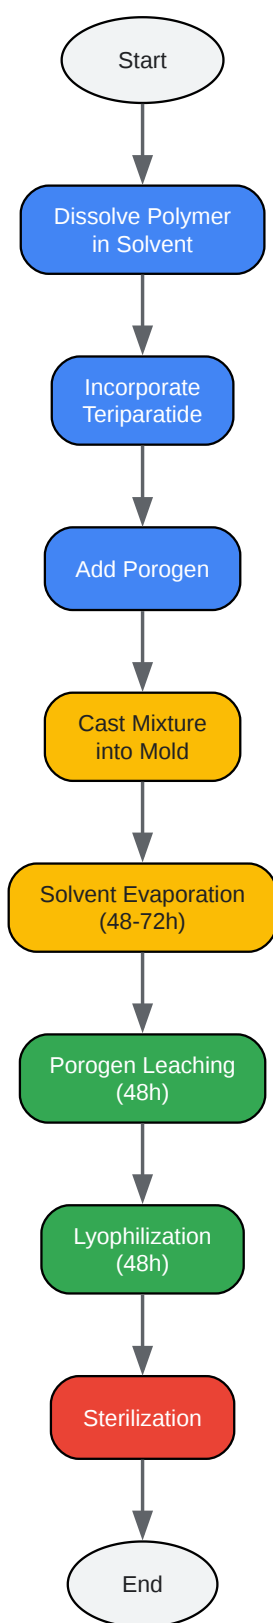 Start
Dissolve Polymer
in Solvent
Incorporate
Teriparatide
Add Porogen
Cast Mixture
into Mold
Solvent Evaporation
(48-72h)
Porogen Leaching
(48h)
Lyophilization
(48h)
Sterilization
End